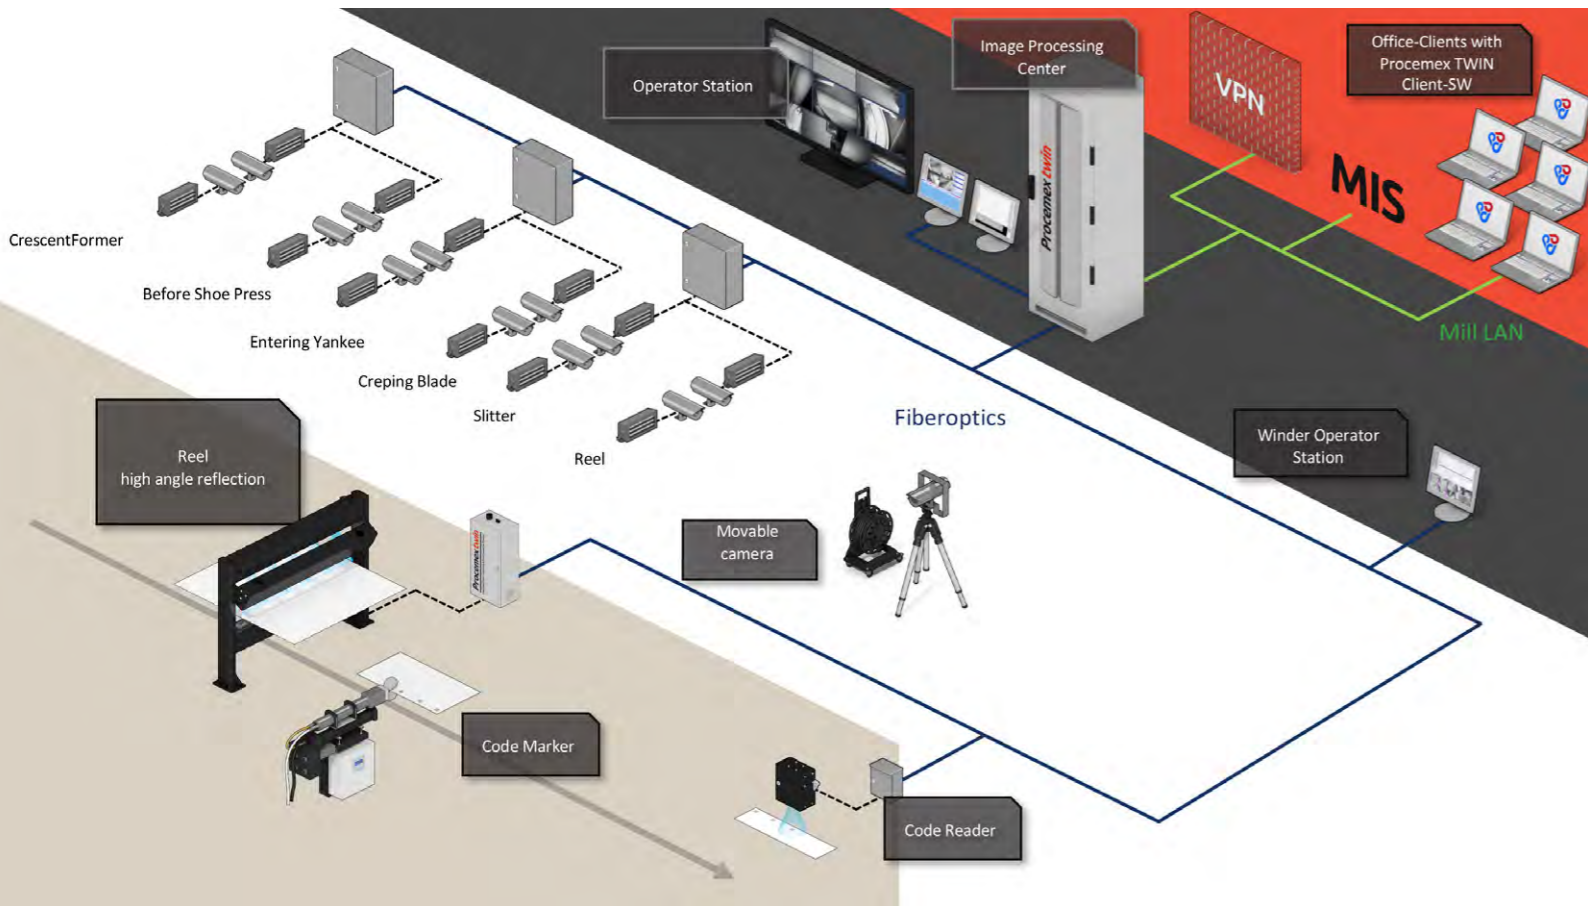 Operator Station
Image Processing
Center
VPN
Office-Clients with
Procemex TWIN
Client-SW
MIS
Procemex twin
Mill LAN
CrescentFormer
Before Shoe Press
Entering Yankee
Creping Blade
Slitter
Reel
Fiberoptics
Winder Operator
Station
Reel
high angle reflection
Procemex twin
Movable
camera
Code Marker
Code Reader